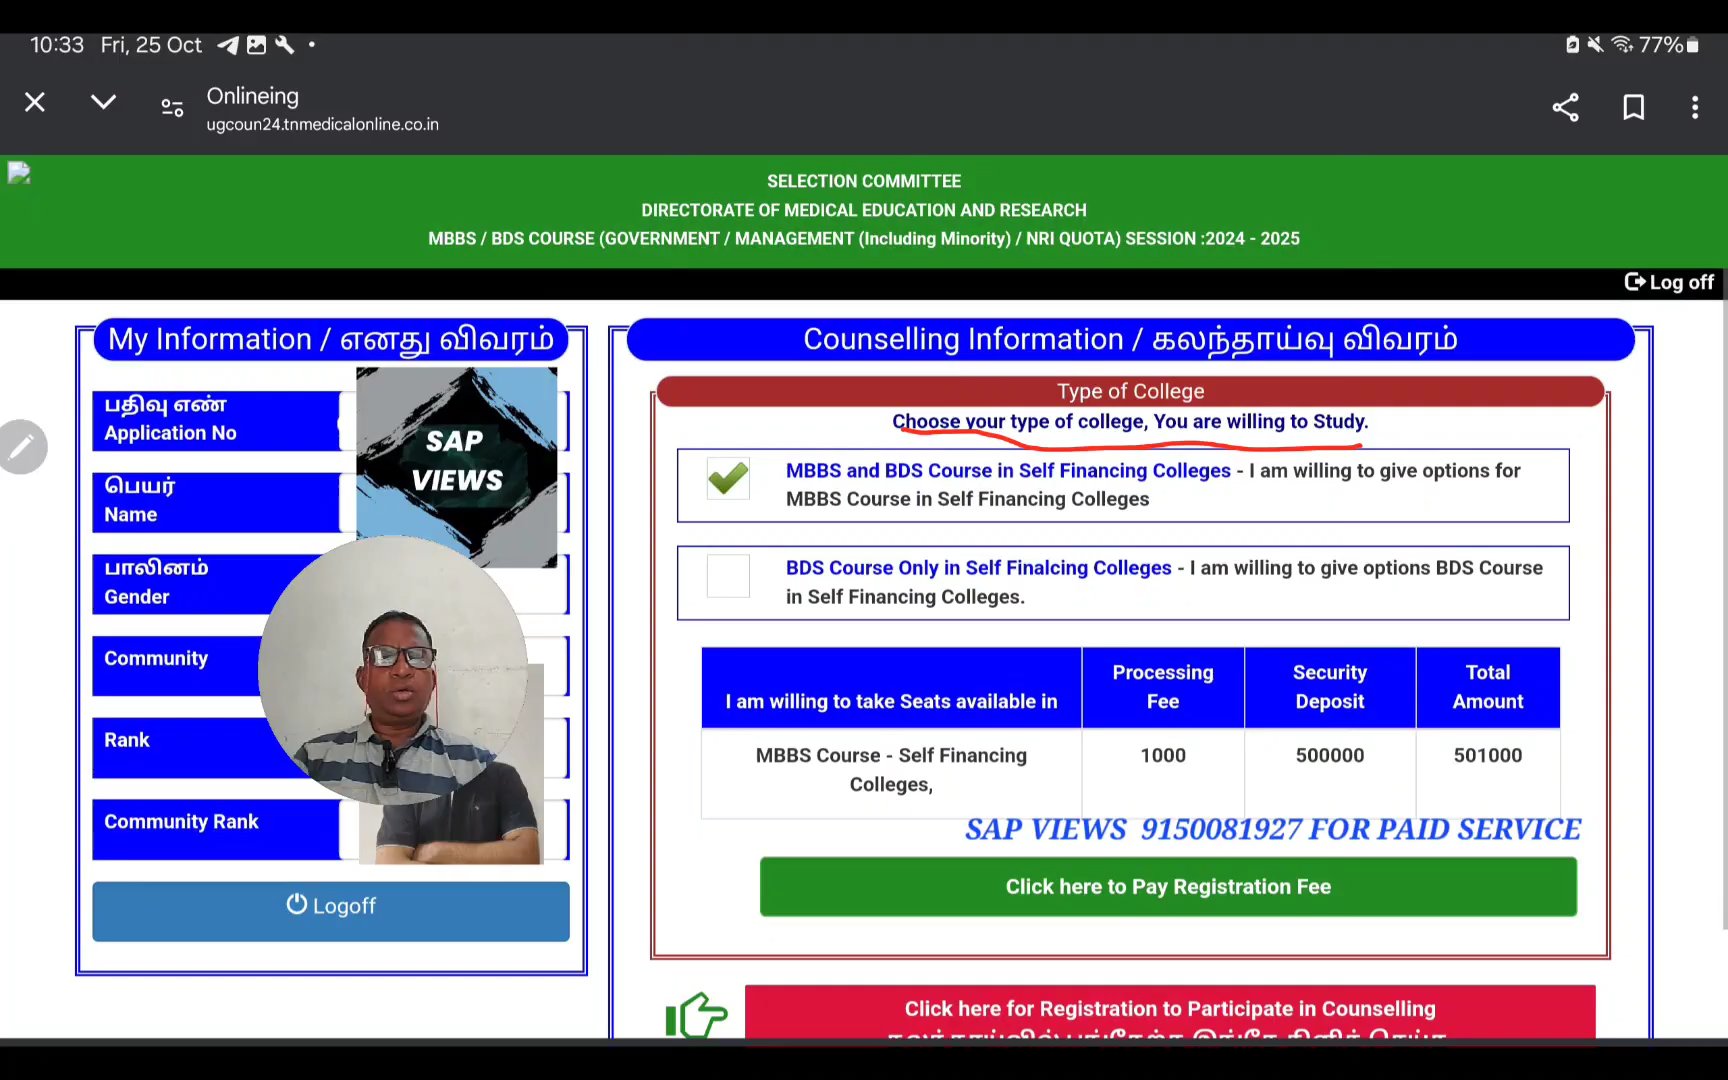 10:33 Fri, 25 Oct
77%
Onlineing
ugcoun24.tnmedicalonline.co.in
SELECTION COMMITTEE
DIRECTORATE OF MEDICAL EDUCATION AND RESEARCH
MBBS / BDS COURSE (GOVERNMENT / MANAGEMENT (Including Minority) / NRI QUOTA) SESSION :2024 - 2025
Log off
My Information / எனது விவரம்
பதிவு எண்
Application No
பெயர்
Name
பாலினம்
Gender
Community
Rank
Community Rank
Logoff
SAP
VIEWS
Counselling Information / கலந்தாய்வு விவரம்
Type of College
Choose your type of college, You are willing to Study.
MBBS and BDS Course in Self Financing Colleges - I am willing to give options for
MBBS Course in Self Financing Colleges
BDS Course Only in Self Finalcing Colleges - I am willing to give options BDS Course
in Self Financing Colleges.
I am willing to take Seats available in
Processing
Fee
Security
Deposit
Total
Amount
MBBS Course - Self Financing
Colleges,
1000
500000
501000
SAP VIEWS 9150081927 FOR PAID SERVICE
Click here to Pay Registration Fee
Click here for Registration to Participate in Counselling